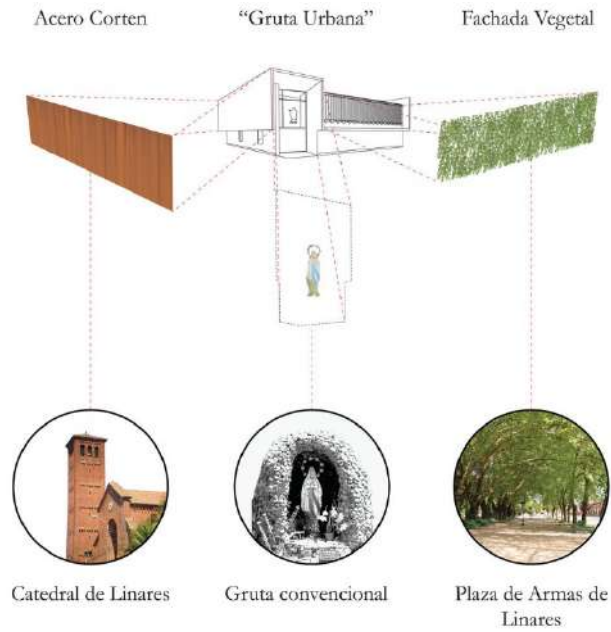 Acero Corten
“Gruta Urbana”
Fachada Vegetal
Catedral de Linares
Gruta convencional
Plaza de Armas de
Linares